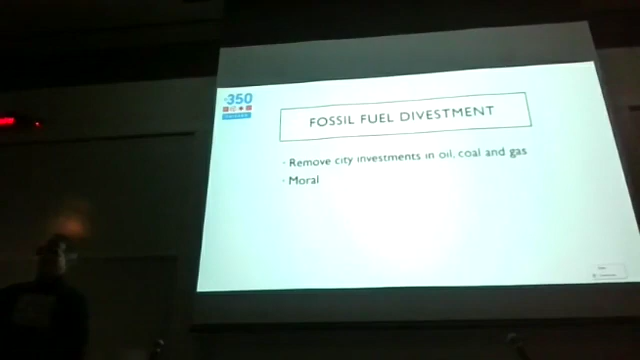 350
FOSSIL FUEL DIVESTMENT
· Remove city investments in oil, coal and gas
· Moral